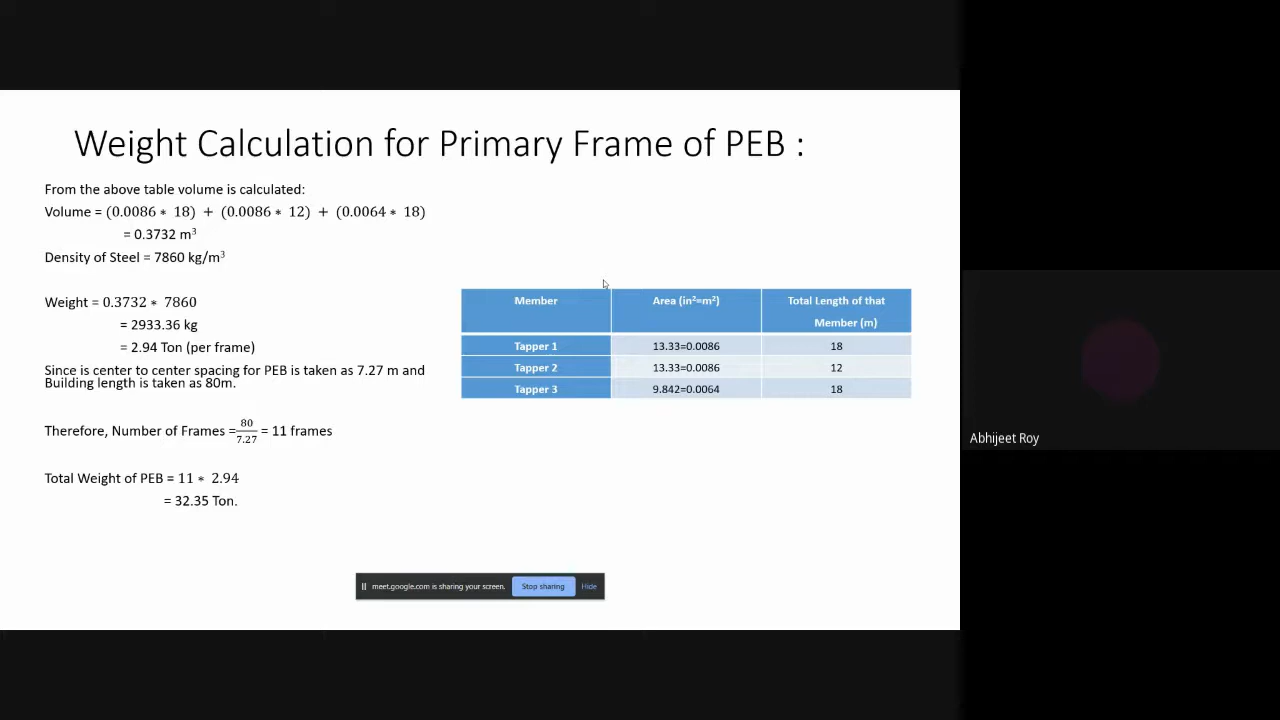 Weight Calculation for Primary Frame of PEB :
From the above table volume is calculated:
Volume = (0.0086 * 18) + (0.0086 * 12) + (0.0064 * 18)
= 0.3732 m³
Density of Steel = 7860 kg/m³
Weight = 0.3732 * 7860
= 2933.36 kg
= 2.94 Ton (per frame)
Since is center to center spacing for PEB is taken as 7.27 m and
Building length is taken as 80m.
Therefore, Number of Frames = 80/7.27 = 11 frames
Total Weight of PEB = 11 * 2.94
= 32.35 Ton.
Member Area (in²=m²) Total Length of that
Member (m)
Tapper 1 13.33=0.0086 18
Tapper 2 13.33=0.0086 12
Tapper 3 9.842=0.0064 18
Abhijeet Roy
meet.google.com is sharing your screen. Stop sharing Hide